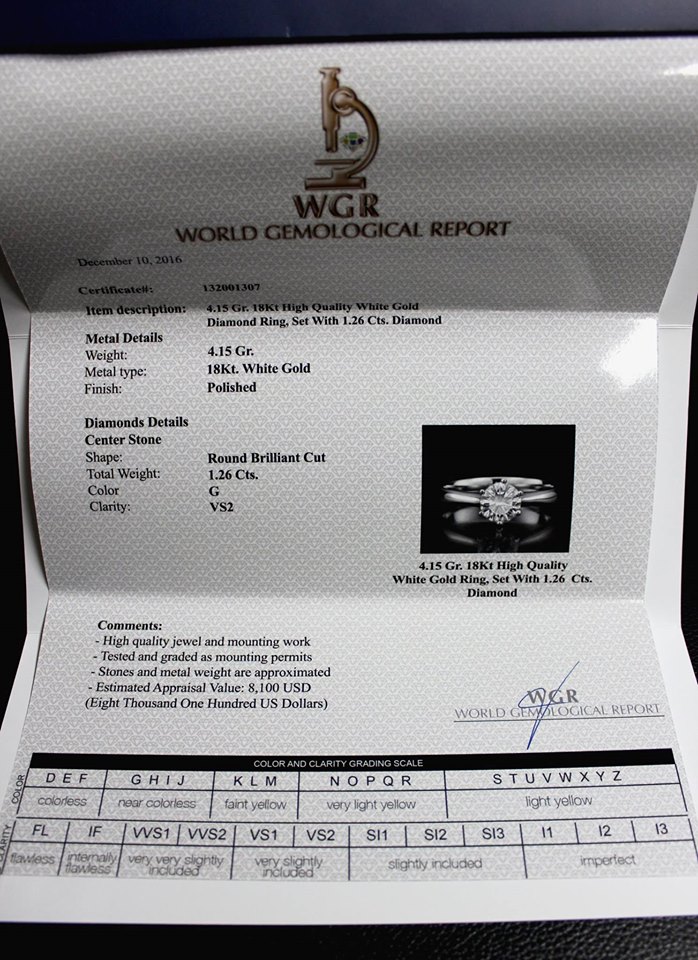 WGR
WORLD GEMOLOGICAL REPORT
December 10, 2016
Certificate#: 132001307
Item description: 4.15 Gr. 18Kt High Quality White Gold
Diamond Ring, Set With 1.26 Cts. Diamond
Metal Details
Weight: 4.15 Gr.
Metal type: 18Kt. White Gold
Finish: Polished
Diamonds Details
Center Stone
Shape: Round Brilliant Cut
Total Weight: 1.26 Cts.
Color G
Clarity: VS2
4.15 Gr. 18Kt High Quality
White Gold Ring, Set With 1.26 Cts.
Diamond
Comments:
- High quality jewel and mounting work
- Tested and graded as mounting permits
- Stones and metal weight are approximated
- Estimated Appraisal Value: 8,100 USD
(Eight Thousand One Hundred US Dollars)
WGR
WORLD GEMOLOGICAL REPORT
COLOR AND CLARITY GRADING SCALE
COLOR
D E F G H I J K L M N O P Q R S T U V W X Y Z
colorless near colorless faint yellow very light yellow light yellow
CLARITY
FL IF VVS1 VVS2 VS1 VS2 SI1 SI2 SI3 I1 I2 I3
flawless internally flawless very very slightly included very slightly included slightly included imperfect